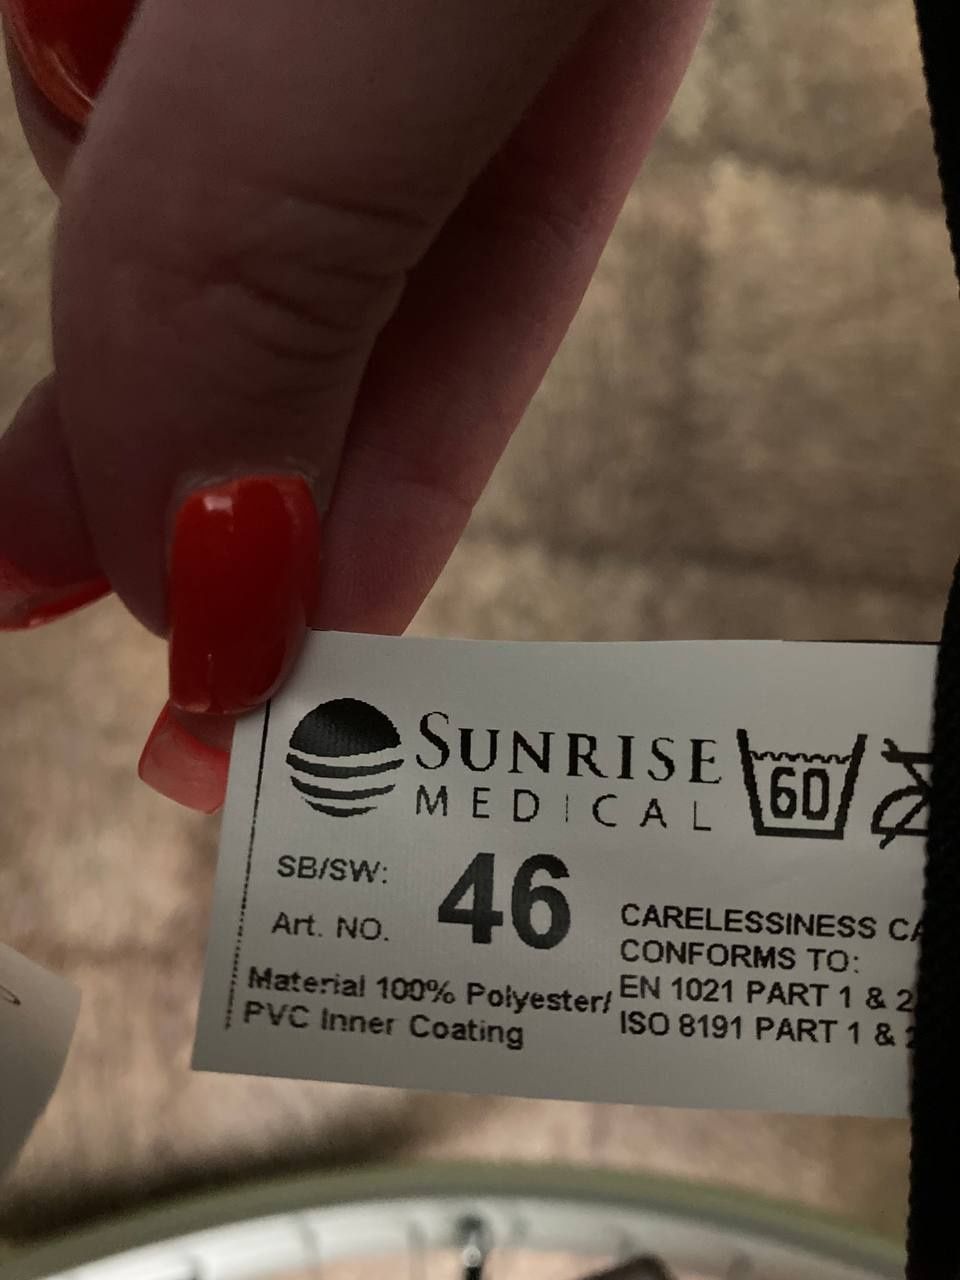 SUNRISE
MEDICAL
60
SB/SW: 46
Art. NO.
Material 100% Polyester/
PVC Inner Coating
CARELESSINESS
CONFORMS TO:
EN 1021 PART 1 & 2
ISO 8191 PART 1 &